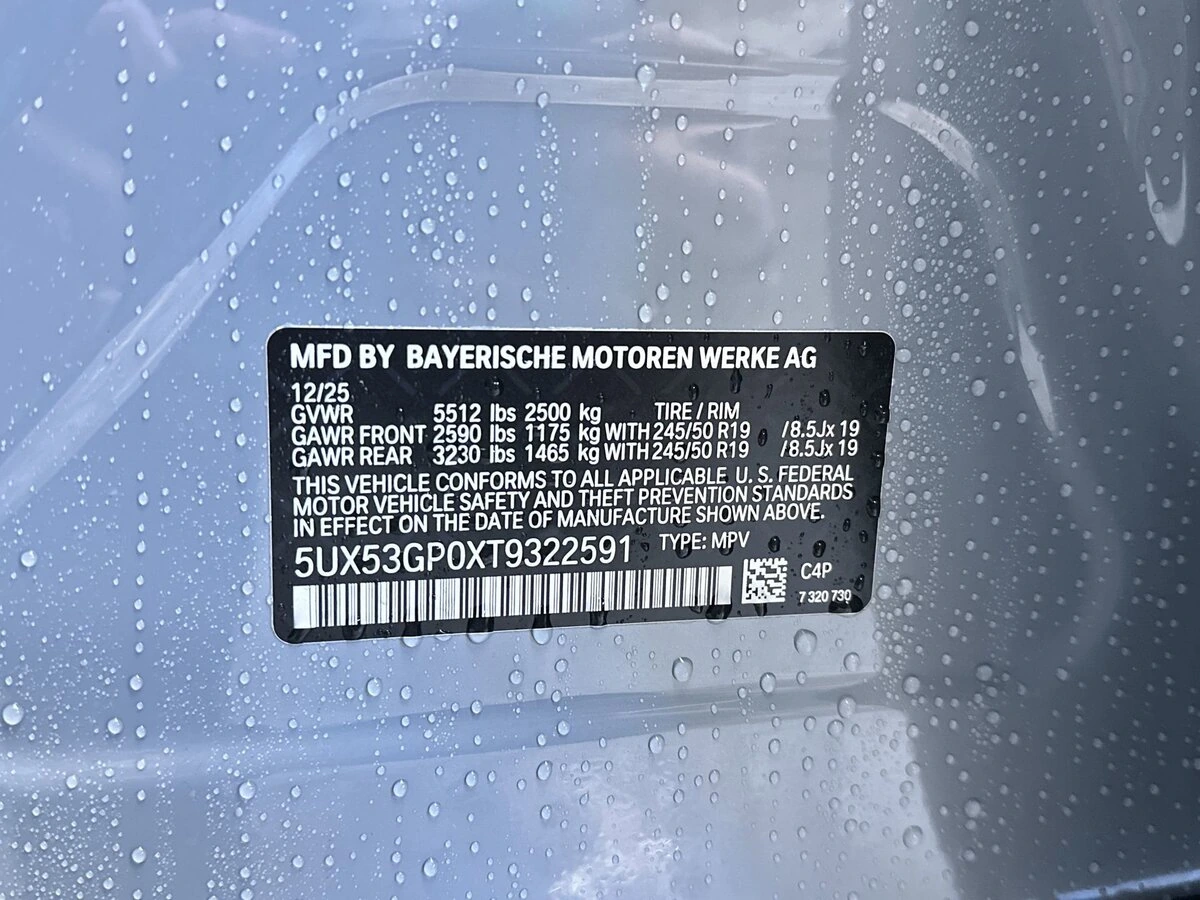 MFD BY BAYERISCHE MOTOREN WERKE AG
12/25
GVWR 5512 lbs 2500 kg TIRE / RIM
GAWR FRONT 2590 lbs 1175 kg WITH 245/50 R19 /8.5Jx 19
GAWR REAR 3230 lbs 1465 kg WITH 245/50 R19 /8.5Jx 19
THIS VEHICLE CONFORMS TO ALL APPLICABLE U. S. FEDERAL
MOTOR VEHICLE SAFETY AND THEFT PREVENTION STANDARDS
IN EFFECT ON THE DATE OF MANUFACTURE SHOWN ABOVE.
5UX53GP0XT9322591 TYPE: MPV
C4P
7 320 730